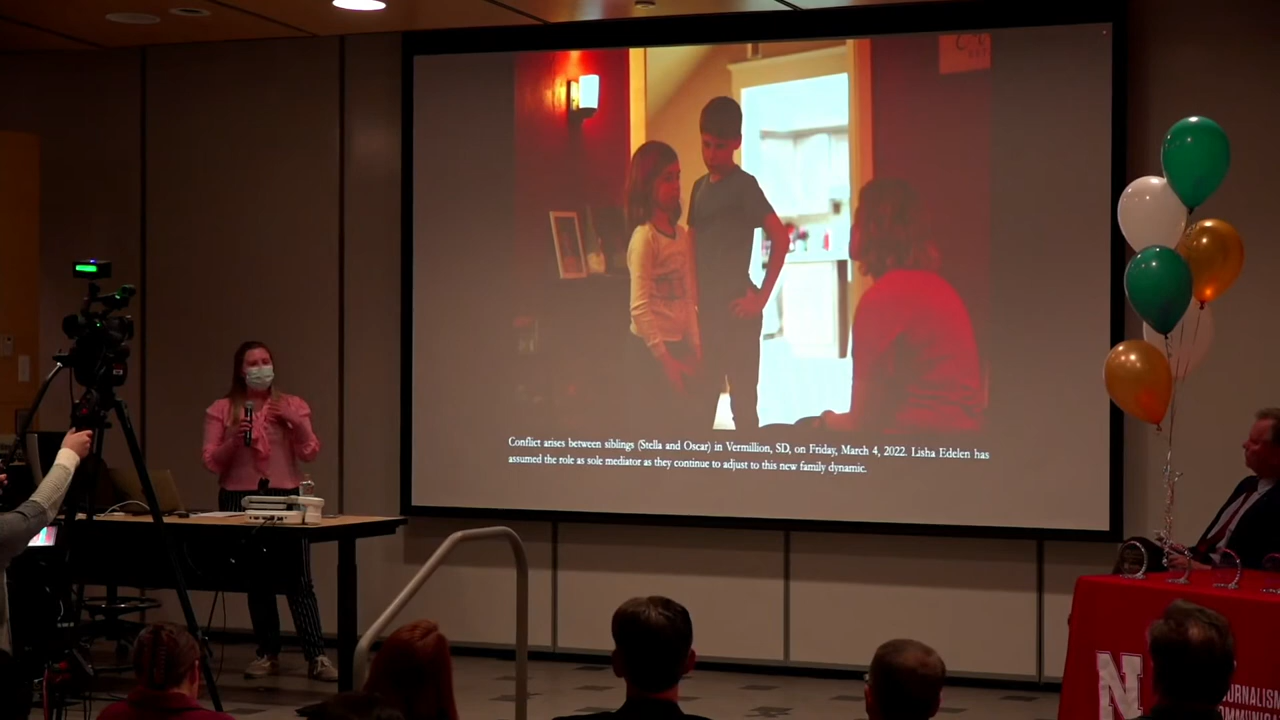 Conflict arises between siblings (Stella and Oscar) in Vermillion, SD, on Friday, March 4, 2022. Lisha Edelen has
assumed the role as sole mediator as they continue to adjust to this new family dynamic.
N